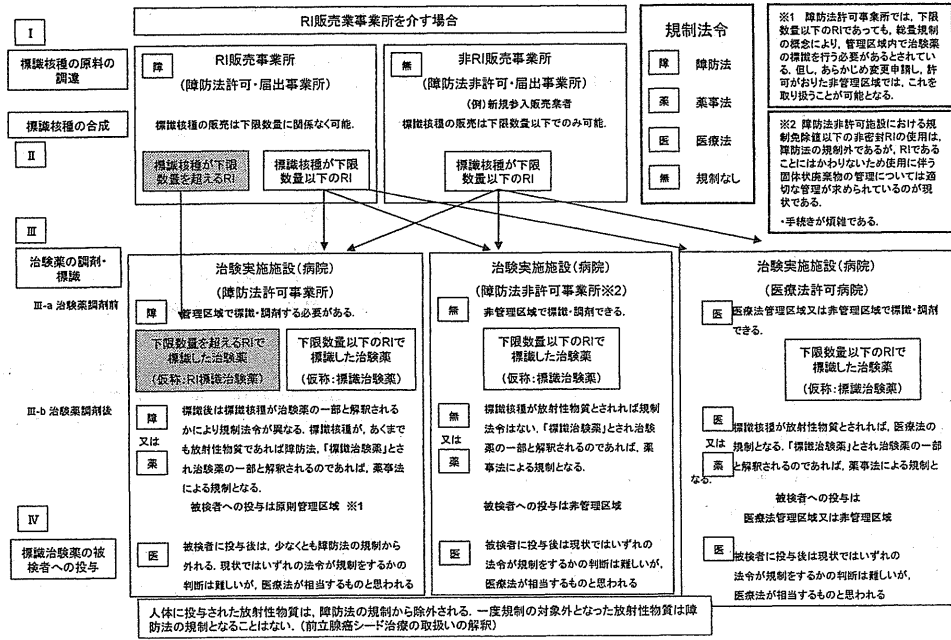 RI販売業事業所を介す場合
I
標識核種の原料の
調達
標識核種の合成
II
障
RI販売事業所
(障防法許可・届出事業所)
標識核種の販売は下限数量に関係なく可能.
標識核種が下限
数量を超えるRI
標識核種が下限
数量以下のRI
無
非RI販売事業所
(障防法非許可・届出事業所)
(例)新規参入販売業者
標識核種の販売は下限数量以下でのみ可能.
標識核種が下限
数量以下のRI
規制法令
障 障防法
薬 薬事法
医 医療法
無 規制なし
※1 障防法許可事業所では, 下限
数量以下のRIであっても, 総量規制
の概念により, 管理区域内で治験薬
の標識を行う必要があるとされてい
る. 但し, あらかじめ変更申請し, 許
可がおりた非管理区域では, これを
取り扱うことが可能となる.
※2 障防法非許可施設における規
制免除値以下の非密封RIの使用は,
障防法の規制外であるが, RIである
ことにはかわりないため使用に伴う
固体状廃棄物の管理については適
切な管理が求められているのが現
状である.
・手続きが煩雑である.
III
治験薬の調剤・
標識
III-a 治験薬調剤前
III-b 治験薬調剤後
IV
標識治験薬の被
検者への投与
治験実施施設(病院)
(障防法許可事業所)
障
管理区域で標識・調剤する必要がある.
下限数量を超えるRIで
標識した治験薬
(仮称:RI標識治験薬)
下限数量以下のRIで
標識した治験薬
(仮称:標識治験薬)
障
又は
薬
標識後は標識核種が治験薬の一部と解釈される
かにより規制法令が異なる. 標識核種が, あくまで
も放射性物質であれば障防法, 「標識治験薬」とさ
れ治験薬の一部と解釈されるのであれば, 薬事法
による規制となる.
被検者への投与は原則管理区域 ※1
医
被検者に投与後は, 少なくとも障防法の規制から
外れる. 現状ではいずれの法令が規制をするかの
判断は難しいが, 医療法が相当するものと思われる
治験実施施設(病院)
(障防法非許可事業所※2)
無
非管理区域で標識・調剤できる.
下限数量以下のRIで
標識した治験薬
(仮称:標識治験薬)
無
又は
薬
標識核種が放射性物質とされれば規制
法令はない. 「標識治験薬」とされ治験
薬の一部と解釈されるのであれば, 薬
事法による規制となる.
被検者への投与は非管理区域
医
被検者に投与後は現状ではいずれの
法令が規制をするかの判断は難しいが,
医療法が相当するものと思われる
治験実施施設(病院)
(医療法許可病院)
医
医療法管理区域又は非管理区域で標識・調剤
できる.
下限数量以下のRIで
標識した治験薬
(仮称:標識治験薬)
医
又は
薬
標識核種が放射性物質とされれば, 医療法の
規制となる. 「標識治験薬」とされ治験薬の一部
と解釈されるのであれば, 薬事法による規制と
なる.
被検者への投与は
医療法管理区域又は非管理区域
医
被検者に投与後は現状ではいずれの
法令が規制をするかの判断は難しいが,
医療法が相当するものと思われる
人体に投与された放射性物質は, 障防法の規制から除外される. 一度規制の対象外となった放射性物質は障
防法の規制となることはない. (前立腺癌シード治療の取扱いの解釈)